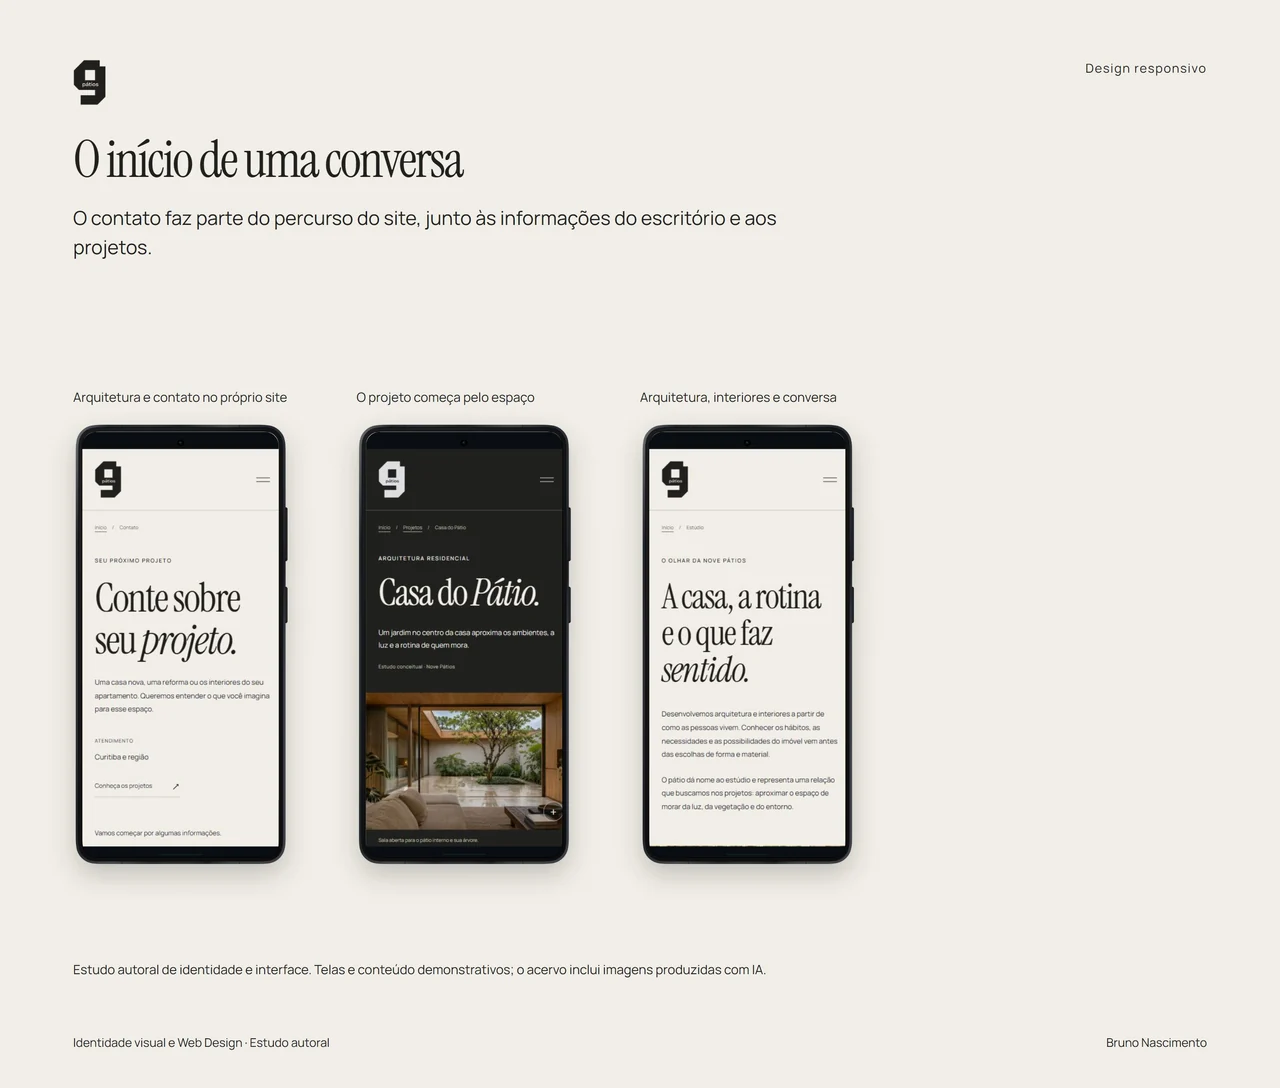 9
pátios
Design responsivo
O início de uma conversa
O contato faz parte do percurso do site, junto às informações do escritório e aos
projetos.
Arquitetura e contato no próprio site
9
pátios
Início / Contato
SEU PRÓXIMO PROJETO
Conte sobre
seu projeto.
Uma casa nova, uma reforma ou os interiores do seu
apartamento. Queremos entender o que você imagina
para esse espaço.
ATENDIMENTO
Curitiba e região
Conheça os projetos ↗
Vamos começar por algumas informações.
O projeto começa pelo espaço
9
pátios
Início / Projetos / Casa do Pátio
ARQUITETURA RESIDENCIAL
Casa do Pátio.
Um jardim no centro da casa aproxima os ambientes, a
luz e a rotina de quem mora.
Estudo conceitual · Nove Pátios
+
Sala aberta para o pátio interno e sua árvore.
Arquitetura, interiores e conversa
9
pátios
Início / Estúdio
O OLHAR DA NOVE PÁTIOS
A casa, a rotina
e o que faz
sentido.
Desenvolvemos arquitetura e interiores a partir de
como as pessoas vivem. Conhecer os hábitos, as
necessidades e as possibilidades do imóvel vem antes
das escolhas de forma e material.
O pátio dá nome ao estúdio e representa uma relação
que buscamos nos projetos: aproximar o espaço de
morar da luz, da vegetação e do entorno.
Estudo autoral de identidade e interface. Telas e conteúdo demonstrativos; o acervo inclui imagens produzidas com IA.
Identidade visual e Web Design · Estudo autoral
Bruno Nascimento